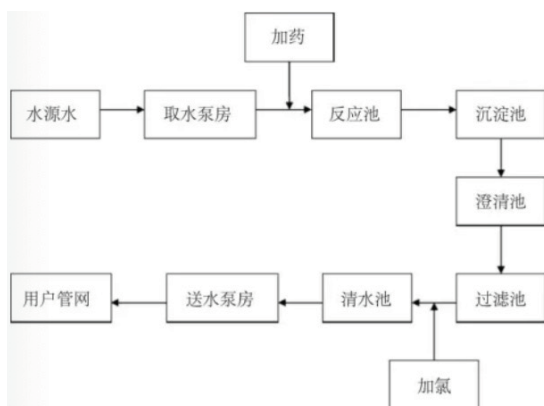 加药
水源水
取水泵房
反应池
沉淀池
澄清池
过滤池
加氯
清水池
送水泵房
用户管网